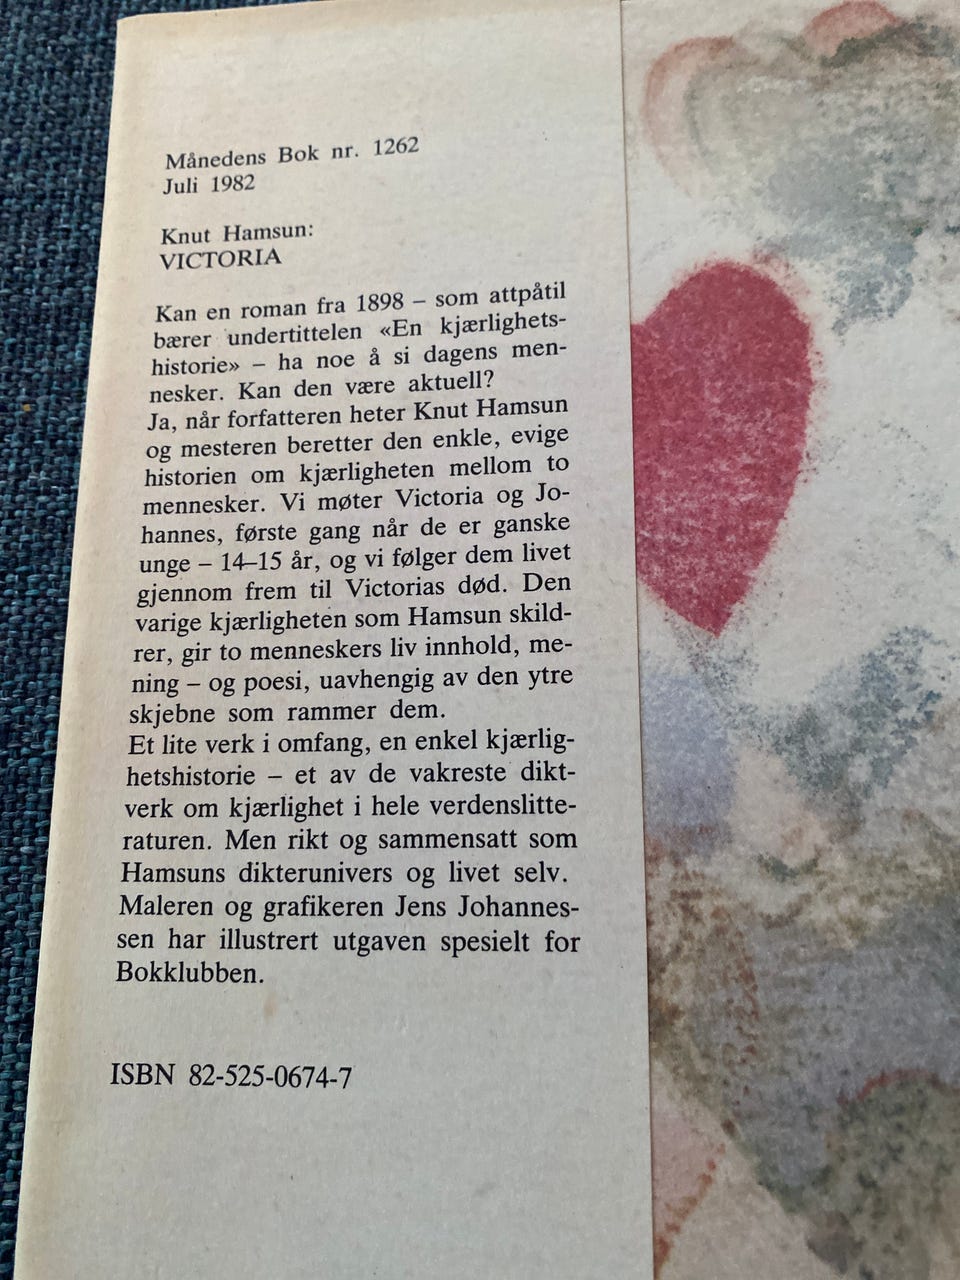 Månedens Bok nr. 1262
Juli 1982
Knut Hamsun:
VICTORIA
Kan en roman fra 1898 – som attpåtil
bærer undertittelen «En kjærlighets-
historie» – ha noe å si dagens men-
nesker. Kan den være aktuell?
Ja, når forfatteren heter Knut Hamsun
og mesteren beretter den enkle, evige
historien om kjærligheten mellom to
mennesker. Vi møter Victoria og Jo-
hannes, første gang når de er ganske
unge – 14–15 år, og vi følger dem livet
gjennom frem til Victorias død. Den
varige kjærligheten som Hamsun skild-
rer, gir to menneskers liv innhold, me-
ning – og poesi, uavhengig av den ytre
skjebne som rammer dem.
Et lite verk i omfang, en enkel kjærlig-
hetshistorie – et av de vakreste dikt-
verk om kjærlighet i hele verdenslitte-
raturen. Men rikt og sammensatt som
Hamsuns dikterunivers og livet selv.
Maleren og grafikeren Jens Johannes-
sen har illustrert utgaven spesielt for
Bokklubben.
ISBN 82-525-0674-7